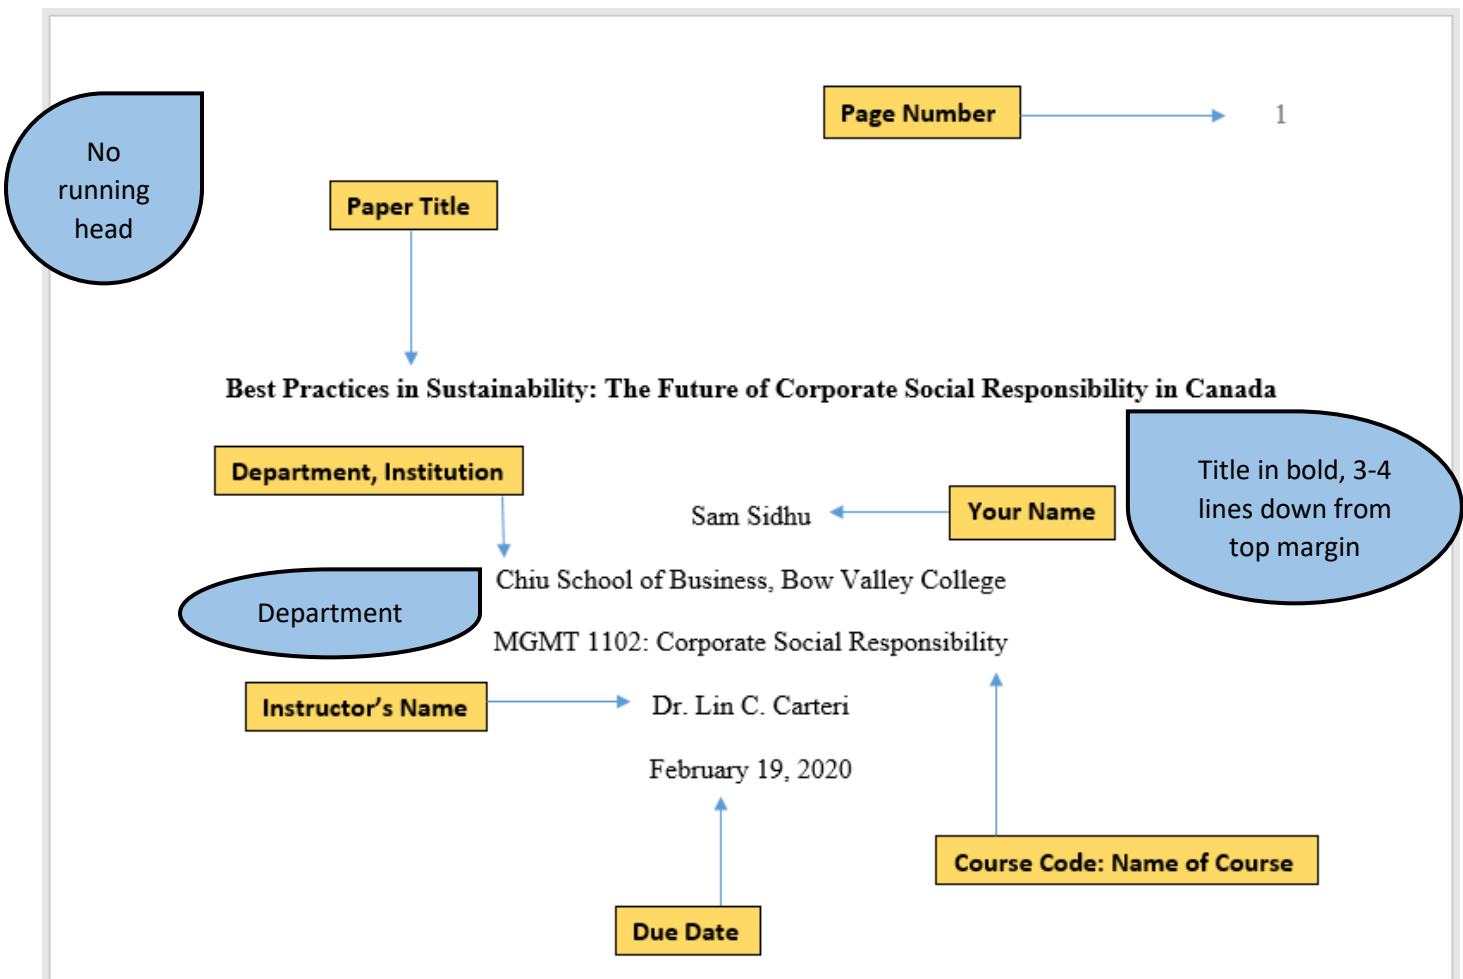 Page Number
1
No
running
head
Paper Title
Best Practices in Sustainability: The Future of Corporate Social Responsibility in Canada
Department, Institution
Title in bold, 3-4
lines down from
top margin
Sam Sidhu
Your Name
Chiu School of Business, Bow Valley College
Department
MGMT 1102: Corporate Social Responsibility
Instructor’s Name
Dr. Lin C. Carteri
February 19, 2020
Course Code: Name of Course
Due Date